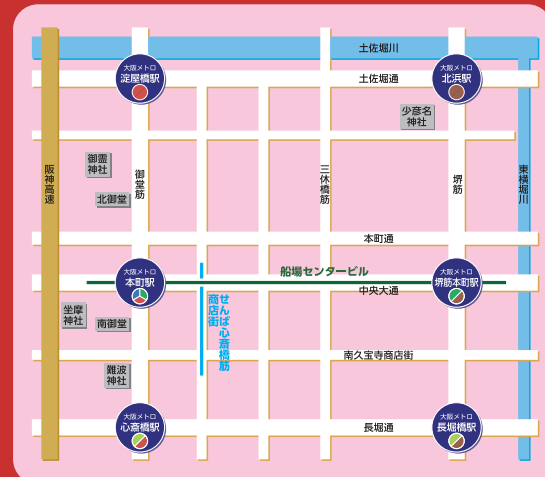 土佐堀川
大阪メトロ
淀屋橋駅
土佐堀通
大阪メトロ
北浜駅
少彦名
神社
御霊
神社
北御堂
阪神高速
御堂筋
三休橋筋
堺筋
東横堀川
本町通
船場センタービル
大阪メトロ
本町駅
中央大通
大阪メトロ
堺筋本町駅
坐摩
神社
南御堂
せんば心斎橋筋
商店街
南久宝寺商店街
難波
神社
大阪メトロ
心斎橋駅
長堀通
大阪メトロ
長堀橋駅